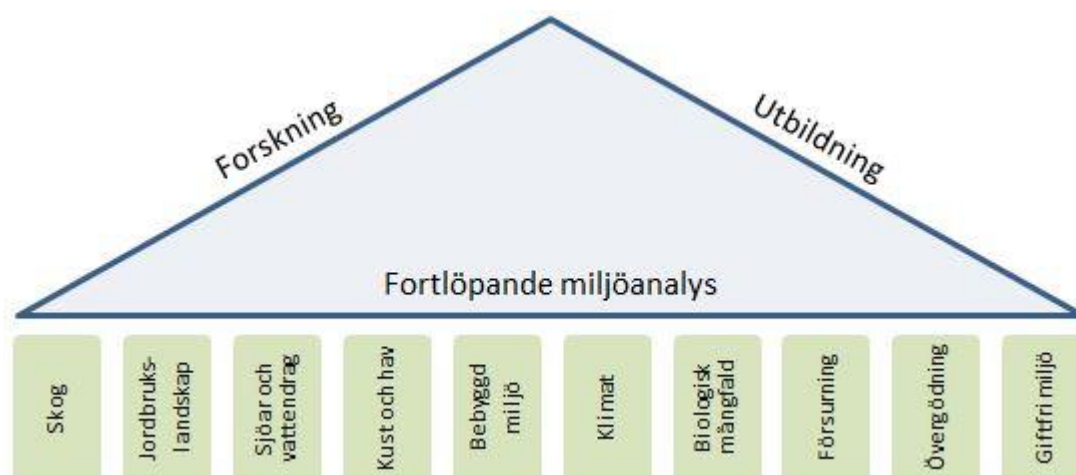 Forskning
Utbildning
Fortlöpande miljöanalys
Skog
Jordbruks-
landskap
Sjöar och
vattendrag
Kust och hav
Bebyggd
miljö
Klimat
Biologisk
mångfald
Försurning
Övergödning
Giftfri miljö